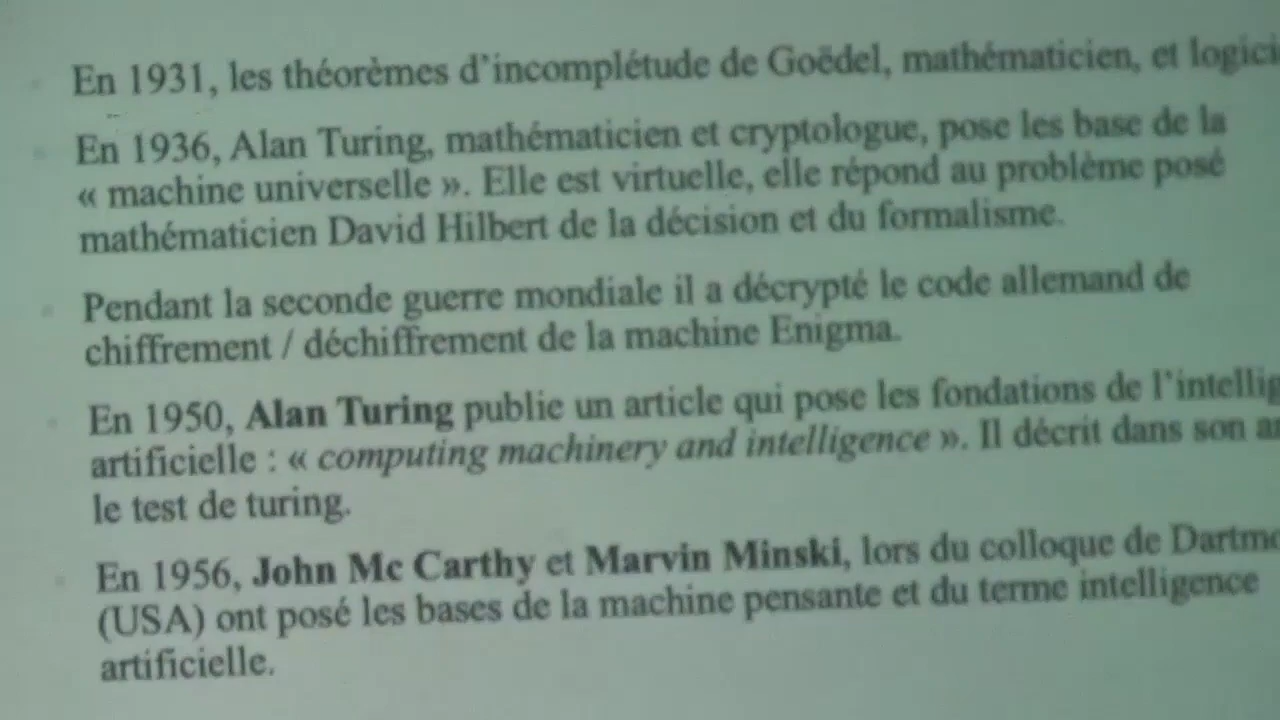 En 1931, les théorèmes d'incomplétude de Goëdel, mathématicien, et logici
En 1936, Alan Turing, mathématicien et cryptologue, pose les base de la
« machine universelle ». Elle est virtuelle, elle répond au problème posé
mathématicien David Hilbert de la décision et du formalisme.
Pendant la seconde guerre mondiale il a décrypté le code allemand de
chiffrement / déchiffrement de la machine Enigma.
En 1950, Alan Turing publie un article qui pose les fondations de l'intellig
artificielle : « computing machinery and intelligence ». Il décrit dans son ar
le test de turing.
En 1956, John Mc Carthy et Marvin Minski, lors du colloque de Dartmo
(USA) ont posé les bases de la machine pensante et du terme intelligence
artificielle.